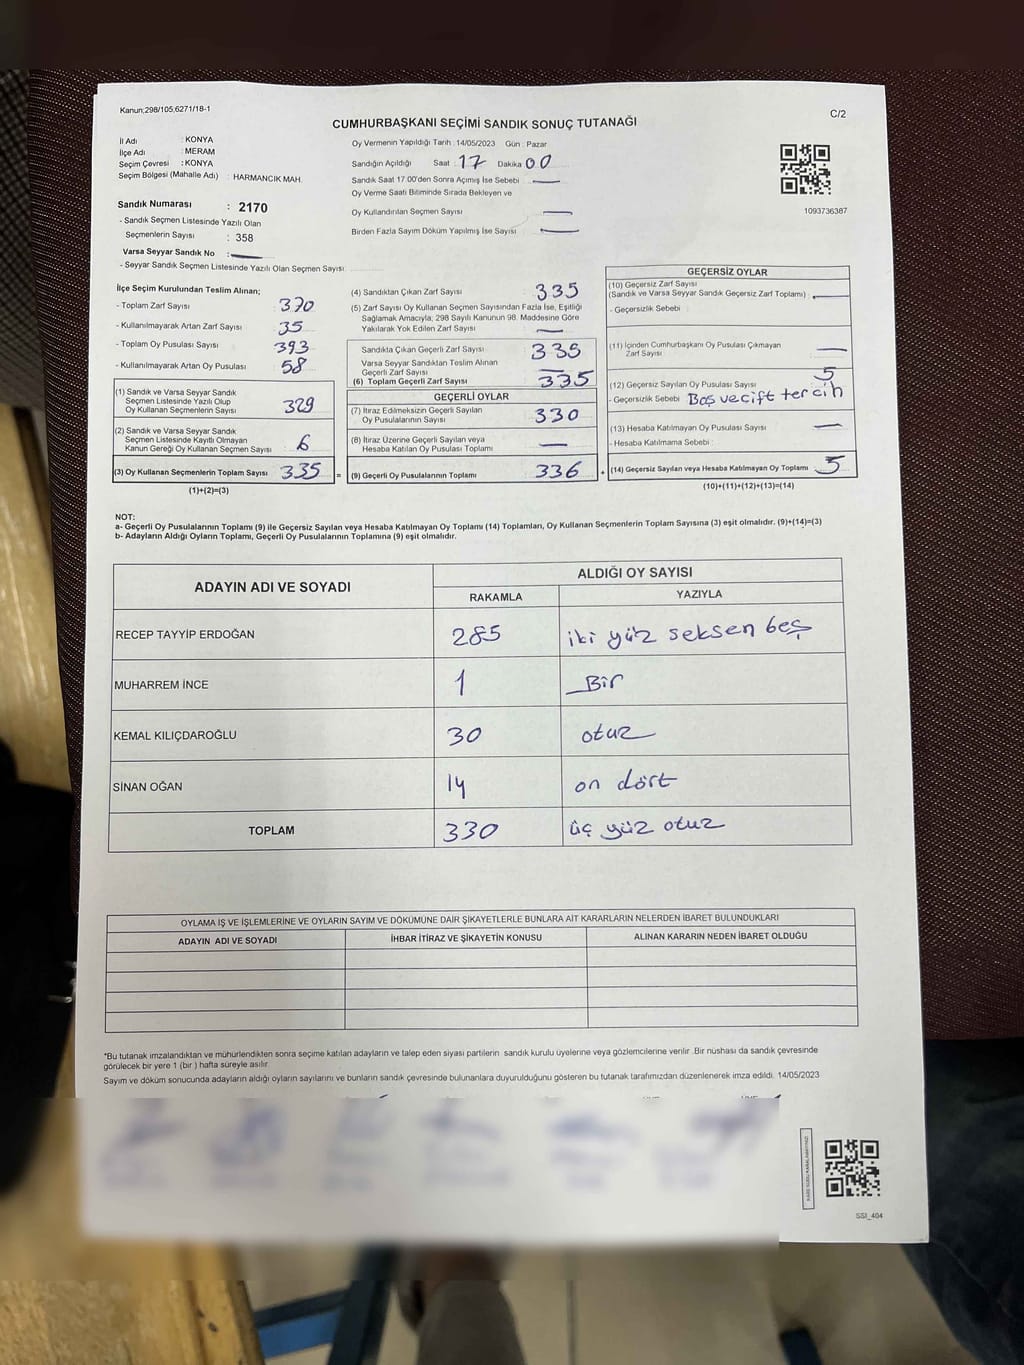 Kanun;298/105,6271/18-1
C/2
CUMHURBAŞKANI SEÇİMİ SANDIK SONUÇ TUTANAĞI
İl Adı : KONYA
İlçe Adı : MERAM
Seçim Çevresi : KONYA
Seçim Bölgesi (Mahalle Adı) : HARMANCIK MAH.
Oy Vermenin Yapıldığı Tarih : 14/05/2023 Gün : Pazar
Sandığın Açıldığı Saat : 17 Dakika 00
Sandık Saat 17.00'den Sonra Açımış İse Sebebi —
Oy Verme Saati Bitiminde Sırada Bekleyen ve
Oy Kullandırılan Seçmen Sayısı —
Birden Fazla Sayım Döküm Yapılmış İse Sayısı —
1093736387
Sandık Numarası : 2170
- Sandık Seçmen Listesinde Yazılı Olan
Seçmenlerin Sayısı : 358
Varsa Seyyar Sandık No : —
- Seyyar Sandık Seçmen Listesinde Yazılı Olan Seçmen Sayısı
İlçe Seçim Kurulundan Teslim Alınan;
- Toplam Zarf Sayısı 370
- Kullanılmayarak Artan Zarf Sayısı 35
- Toplam Oy Pusulası Sayısı 393
- Kullanılmayarak Artan Oy Pusulası 58
(1) Sandık ve Varsa Seyyar Sandık
Seçmen Listesinde Yazılı Olup
Oy Kullanan Seçmenlerin Sayısı 329
(2) Sandık ve Varsa Seyyar Sandık
Seçmen Listesinde Kayıtlı Olmayan
Kanun Gereği Oy Kullanan Seçmen Sayısı 6
(3) Oy Kullanan Seçmenlerin Toplam Sayısı 335 =
(1)+(2)=(3)
(4) Sandıktan Çıkan Zarf Sayısı : 335
(5) Zarf Sayısı Oy Kullanan Seçmen Sayısından Fazla İse, Eşitliği
Sağlamak Amacıyla; 298 Sayılı Kanunun 98. Maddesine Göre
Yakılarak Yok Edilen Zarf Sayısı —
Sandıkta Çıkan Geçerli Zarf Sayısı 335
Varsa Seyyar Sandıktan Teslim Alınan
Geçerli Zarf Sayısı —
(6) Toplam Geçerli Zarf Sayısı 335
GEÇERLİ OYLAR
(7) İtiraz Edilmeksizin Geçerli Sayılan
Oy Pusulasının Sayısı 330
(8) İtiraz Üzerine Geçerli Sayılan veya
Hesaba Katılan Oy Pusulası Toplamı —
(9) Geçerli Oy Pusulalarının Toplamı 336 +
GEÇERSİZ OYLAR
(10) Geçersiz Zarf Sayısı
(Sandık ve Varsa Seyyar Sandık Geçersiz Zarf Toplamı) : —
- Geçersizlik Sebebi :
(11) İçinden Cumhurbaşkanı Oy Pusulası Çıkmayan
Zarf Sayısı —
(12) Geçersiz Sayılan Oy Pusulası Sayısı 5
- Geçersizlik Sebebi Boş ve çift tercih
(13) Hesaba Katılmayan Oy Pusulası Sayısı —
- Hesaba Katılmama Sebebi :
(14) Geçersiz Sayılan veya Hesaba Katılmayan Oy Toplamı 5
(10)+(11)+(12)+(13)=(14)
NOT:
a- Geçerli Oy Pusulalarının Toplamı (9) ile Geçersiz Sayılan veya Hesaba Katılmayan Oy Toplamı (14) Toplamları, Oy Kullanan Seçmenlerin Toplam Sayısına (3) eşit olmalıdır. (9)+(14)=(3)
b- Adayların Aldığı Oyların Toplamı, Geçerli Oy Pusulalarının Toplamına (9) eşit olmalıdır.
ADAYIN ADI VE SOYADI
ALDIĞI OY SAYISI
RAKAMLA YAZIYLA
RECEP TAYYİP ERDOĞAN 285 iki yüz seksen beş
MUHARREM İNCE 1 Bir
KEMAL KILIÇDAROĞLU 30 otuz
SİNAN OĞAN 14 on dört
TOPLAM 330 üç yüz otuz
OYLAMA İŞ VE İŞLEMLERİNE VE OYLARIN SAYIM VE DÖKÜMÜNE DAİR ŞİKAYETLERLE BUNLARA AİT KARARLARIN NELERDEN İBARET BULUNDUKLARI
ADAYIN ADI VE SOYADI İHBAR İTİRAZ VE ŞİKAYETİN KONUSU ALINAN KARARIN NEDEN İBARET OLDUĞU
*Bu tutanak imzalandıktan ve mühürlendikten sonra seçime katılan adayların ve talep eden siyasi partilerin sandık kurulu üyelerine veya gözlemcilerine verilir .Bir nüshası da sandık çevresinde
görülecek bir yere 1 (bir ) hafta süreyle asılır.
Sayım ve döküm sonucunda adayların aldığı oyların sayılarını ve bunların sandık çevresinde bulunanlara duyurulduğunu gösteren bu tutanak tarafımızdan düzenlenerek imza edildi. 14/05/2023
SSI_404